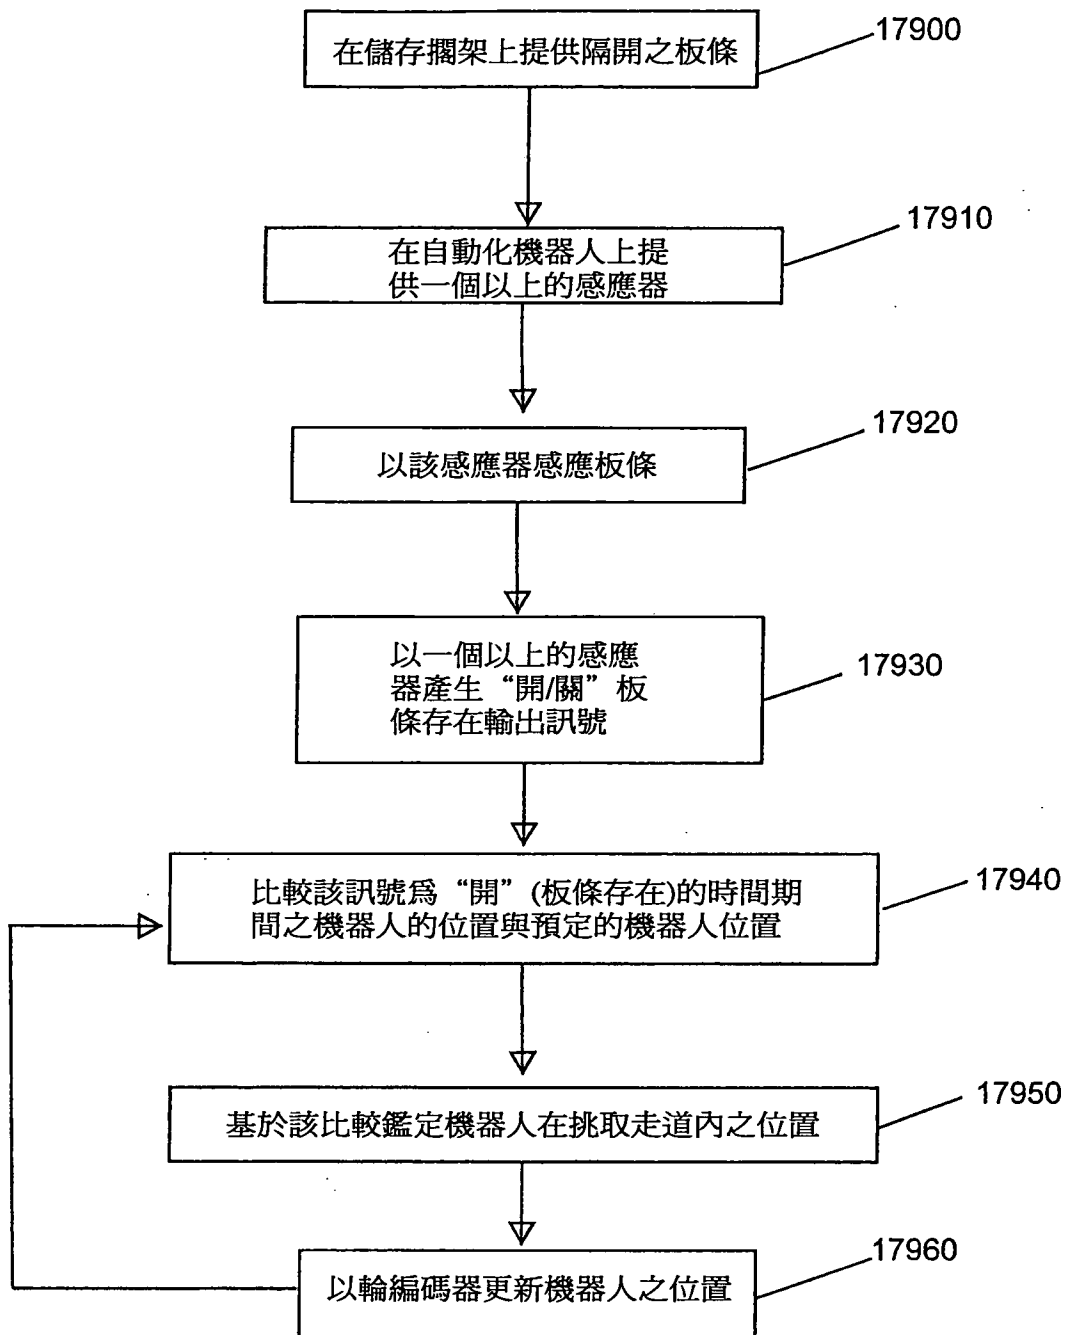 在儲存擱架上提供隔開之板條
17900
在自動化機器人上提
供一個以上的感應器
17910
以該感應器感應板條
17920
以一個以上的感應
器產生“開/關”板
條存在輸出訊號
17930
比較該訊號爲“開”(板條存在)的時間期
間之機器人的位置與預定的機器人位置
17940
基於該比較鑑定機器人在挑取走道內之位置
17950
以輪編碼器更新機器人之位置
17960